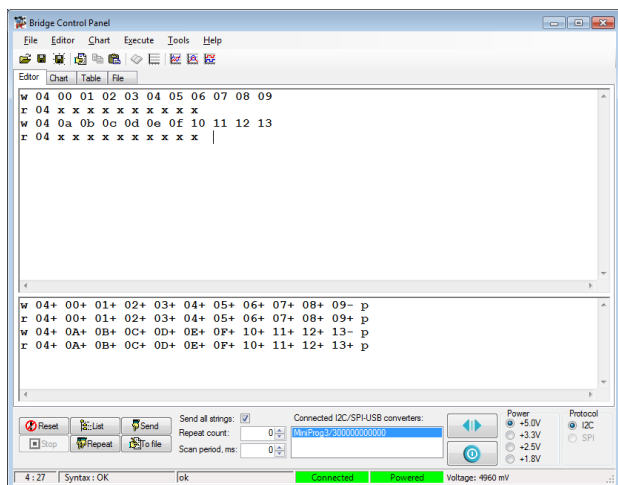 Bridge Control Panel
File Editor Chart Execute Tools Help
Editor Chart Table File
w 04 00 01 02 03 04 05 06 07 08 09
r 04 x x x x x x x x x x
w 04 0a 0b 0c 0d 0e 0f 10 11 12 13
r 04 x x x x x x x x x x
w 04+ 00+ 01+ 02+ 03+ 04+ 05+ 06+ 07+ 08+ 09- p
r 04+ 00+ 01+ 02+ 03+ 04+ 05+ 06+ 07+ 08+ 09+ p
w 04+ 0A+ 0B+ 0C+ 0D+ 0E+ 0F+ 10+ 11+ 12+ 13- p
r 04+ 0A+ 0B+ 0C+ 0D+ 0E+ 0F+ 10+ 11+ 12+ 13+ p
Reset List Send
Stop Repeat To file
Send all strings:
Repeat count: 0
Scan period, ms: 0
Connected I2C/SPI-USB converters:
MiniProg3/300000000000
Power
+5.0V
+3.3V
+2.5V
+1.8V
Protocol
I2C
SPI
4 : 27 Syntax : OK ok Connected Powered Voltage: 4960 mV